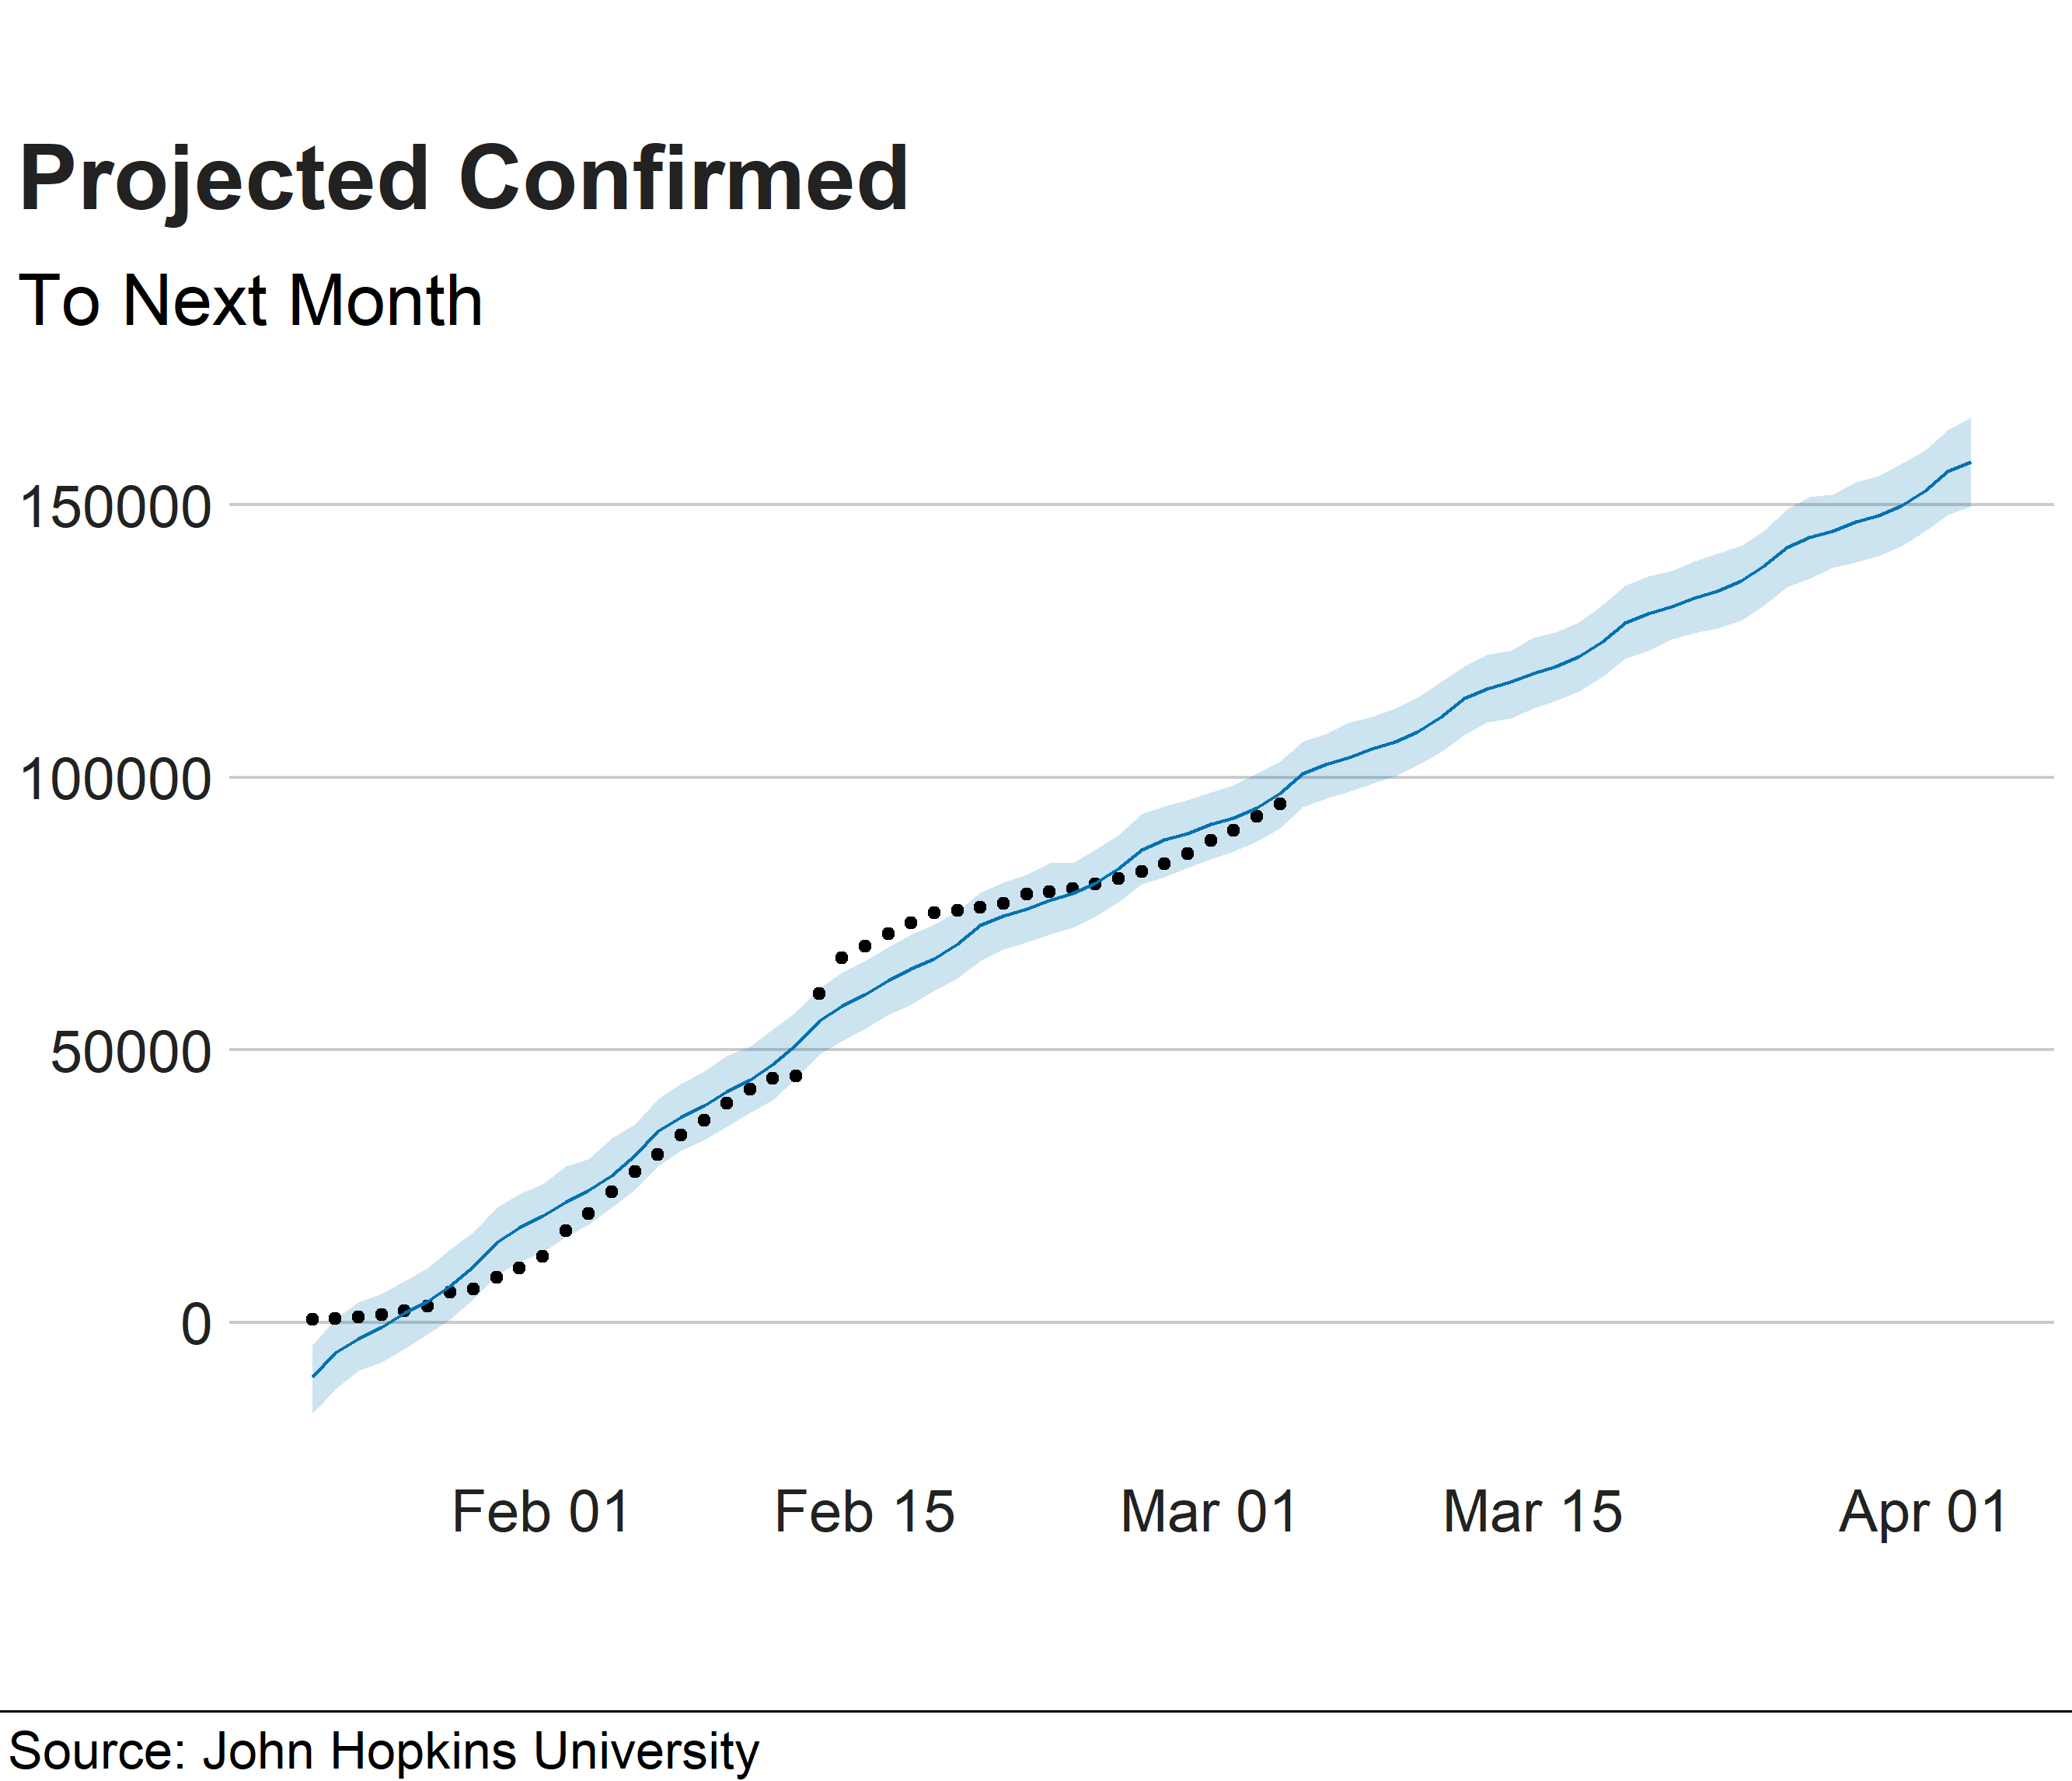 Projected Confirmed
To Next Month
150000
100000
50000
0
Feb 01 Feb 15 Mar 01 Mar 15 Apr 01
Source: John Hopkins University